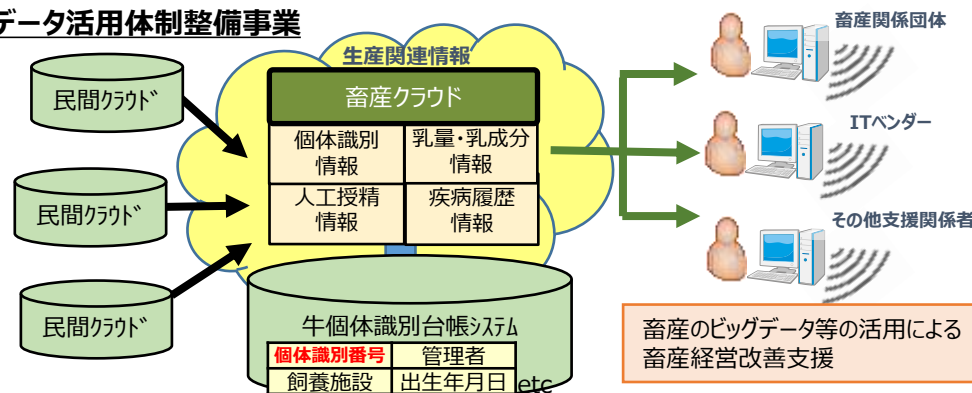 データ活用体制整備事業
民間クラウド
民間クラウド
民間クラウド
生産関連情報
畜産クラウド
個体識別
情報
乳量・乳成分
情報
人工授精
情報
疾病履歴
情報
牛個体識別台帳システム
個体識別番号
管理者
飼養施設
出生年月日
etc
畜産関係団体
ITベンダー
その他支援関係者
畜産のビッグデータ等の活用による
畜産経営改善支援